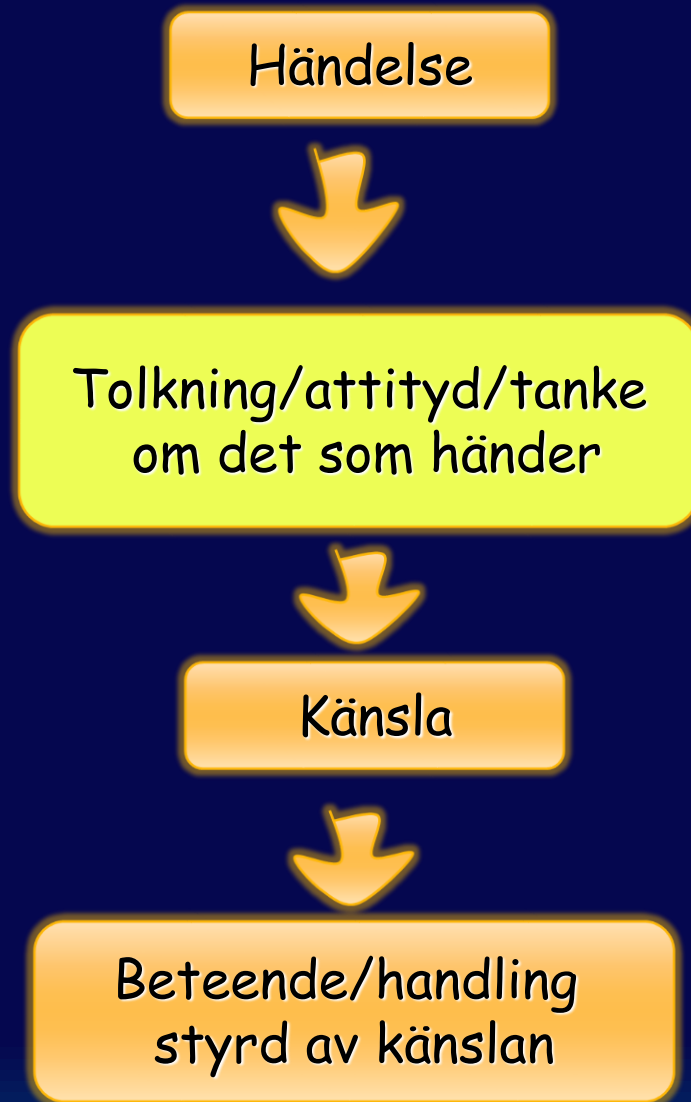 Händelse
Tolkning/attityd/tanke
om det som händer
Känsla
Beteende/handling
styrd av känslan